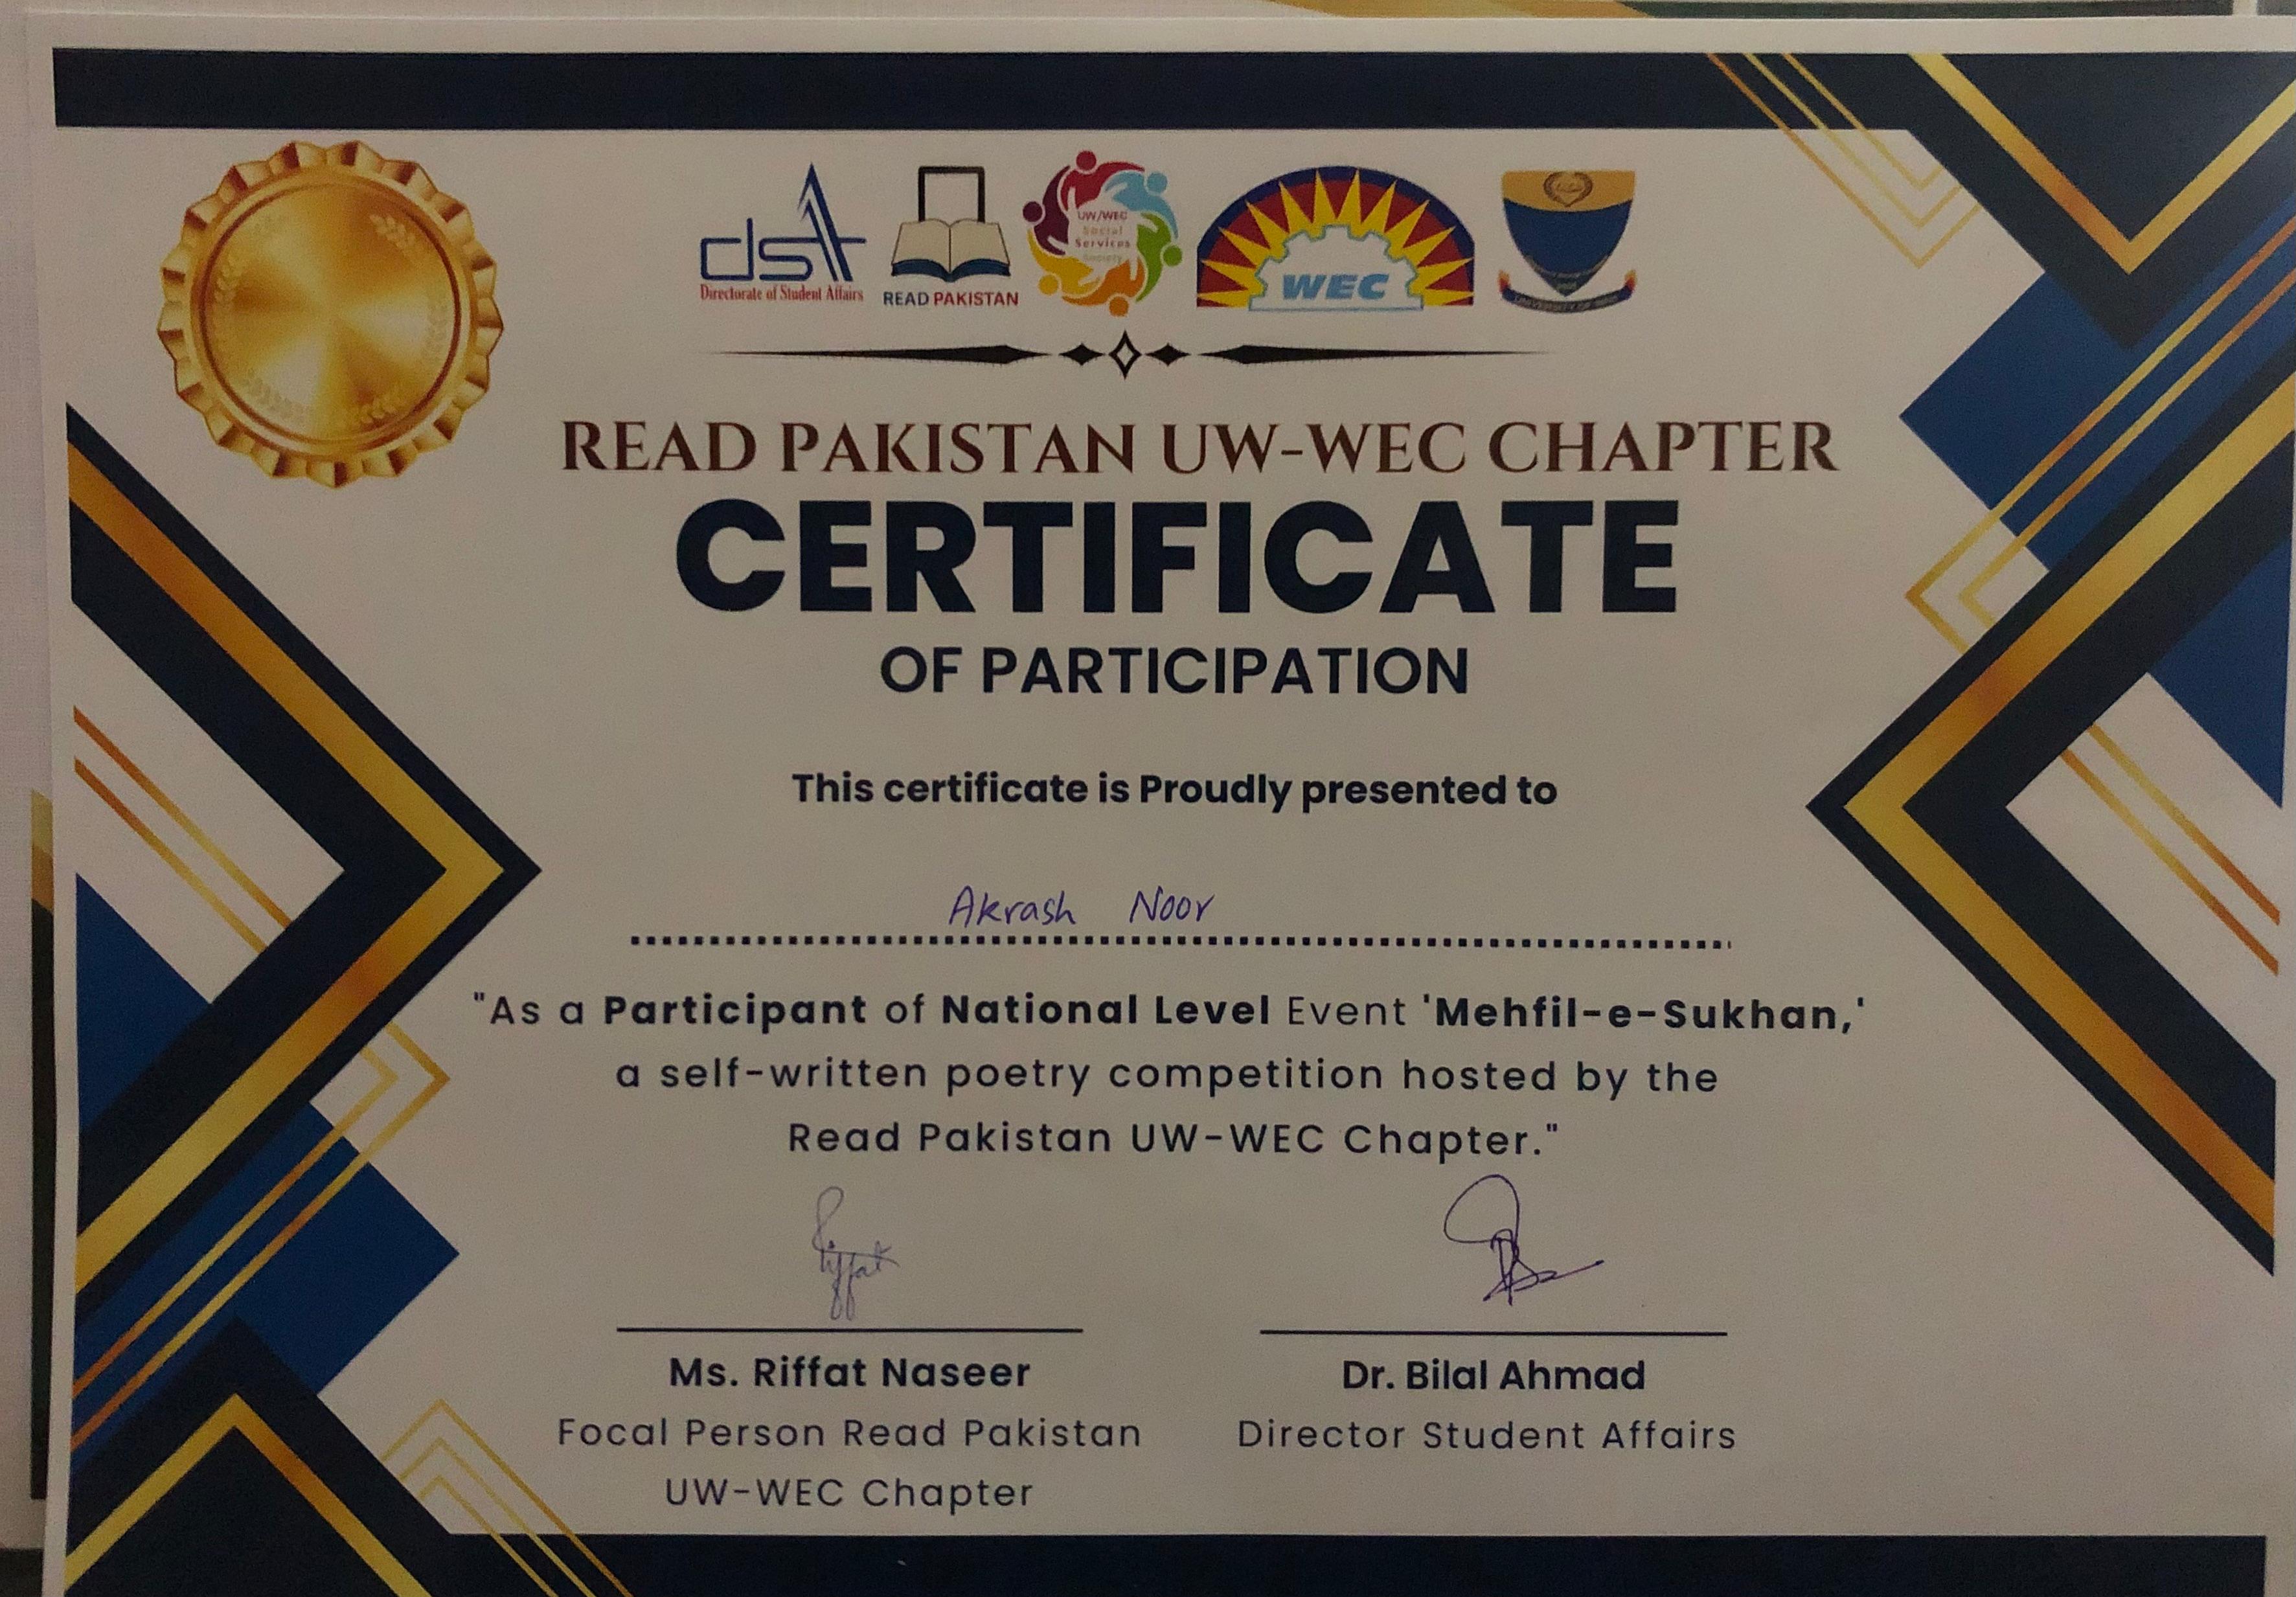 dsA
Directorate of Student Affairs
READ PAKISTAN
UW/WEC
Social
Services
Society
WEC
READ PAKISTAN UW-WEC CHAPTER
CERTIFICATE
OF PARTICIPATION
This certificate is Proudly presented to
Akrash Noor
"As a Participant of National Level Event 'Mehfil-e-Sukhan,'
a self-written poetry competition hosted by the
Read Pakistan UW-WEC Chapter."
Riffat
Ms. Riffat Naseer
Dr. Bilal Ahmad
Focal Person Read Pakistan
Director Student Affairs
UW-WEC Chapter